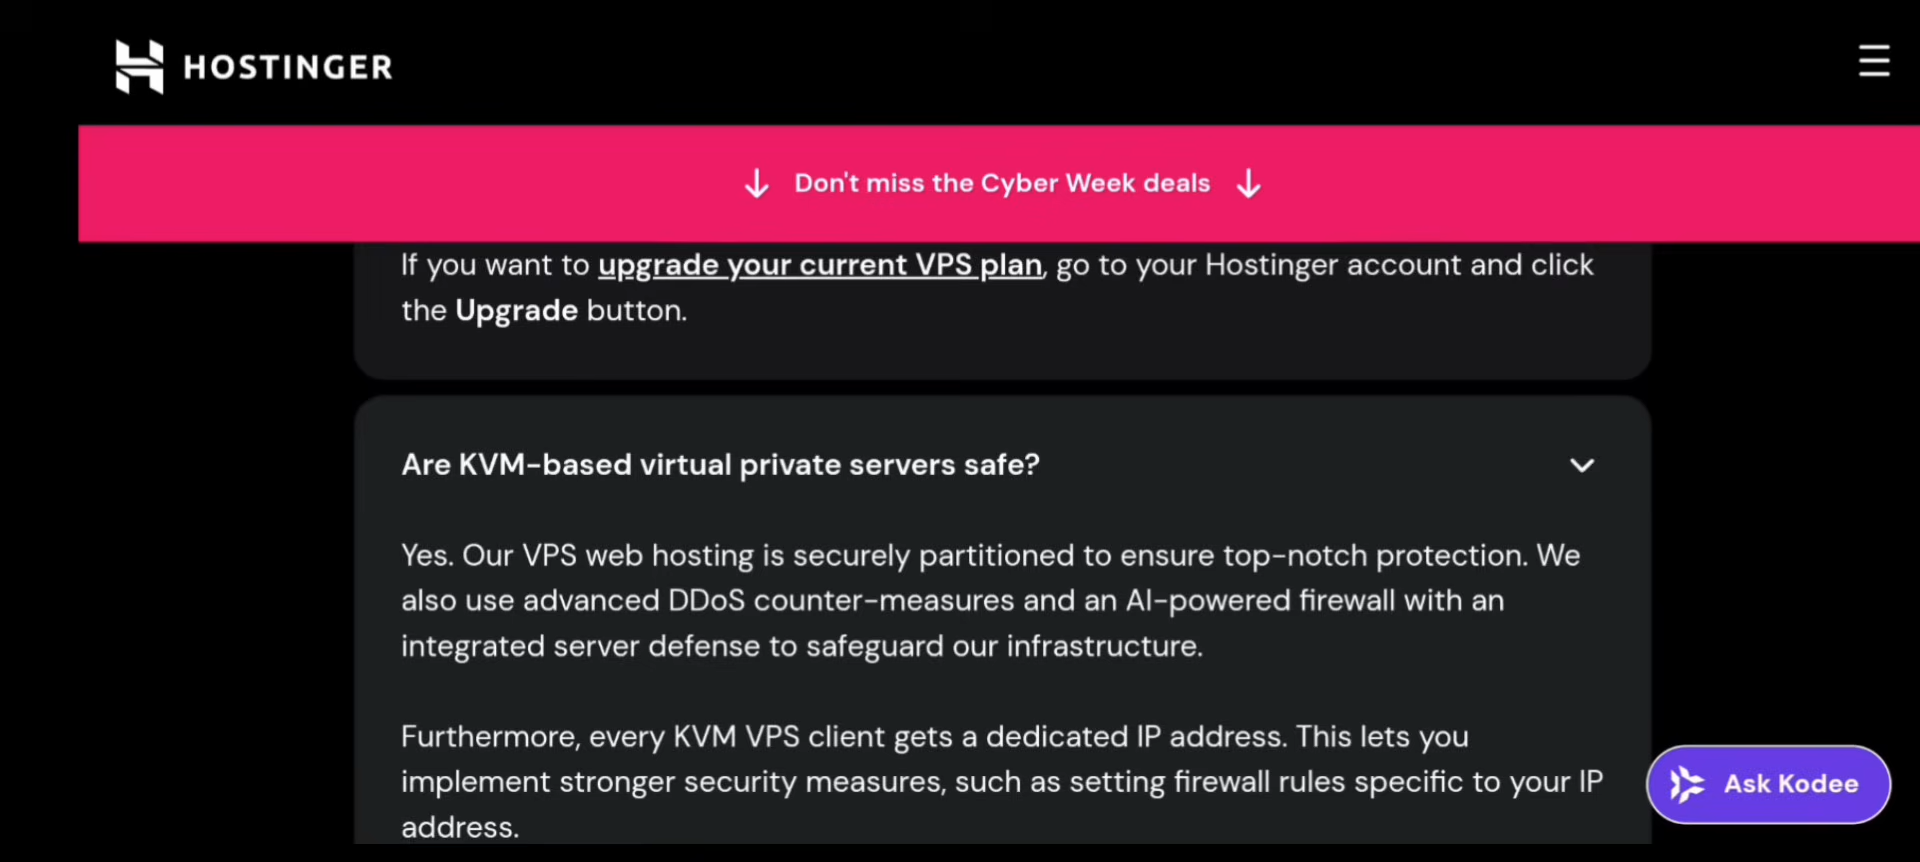 HOSTINGER
Don't miss the Cyber Week deals
If you want to upgrade your current VPS plan, go to your Hostinger account and click
the Upgrade button.
Are KVM-based virtual private servers safe?
Yes. Our VPS web hosting is securely partitioned to ensure top-notch protection. We
also use advanced DDoS counter-measures and an AI-powered firewall with an
integrated server defense to safeguard our infrastructure.
Furthermore, every KVM VPS client gets a dedicated IP address. This lets you
implement stronger security measures, such as setting firewall rules specific to your IP
address.
Ask Kodee